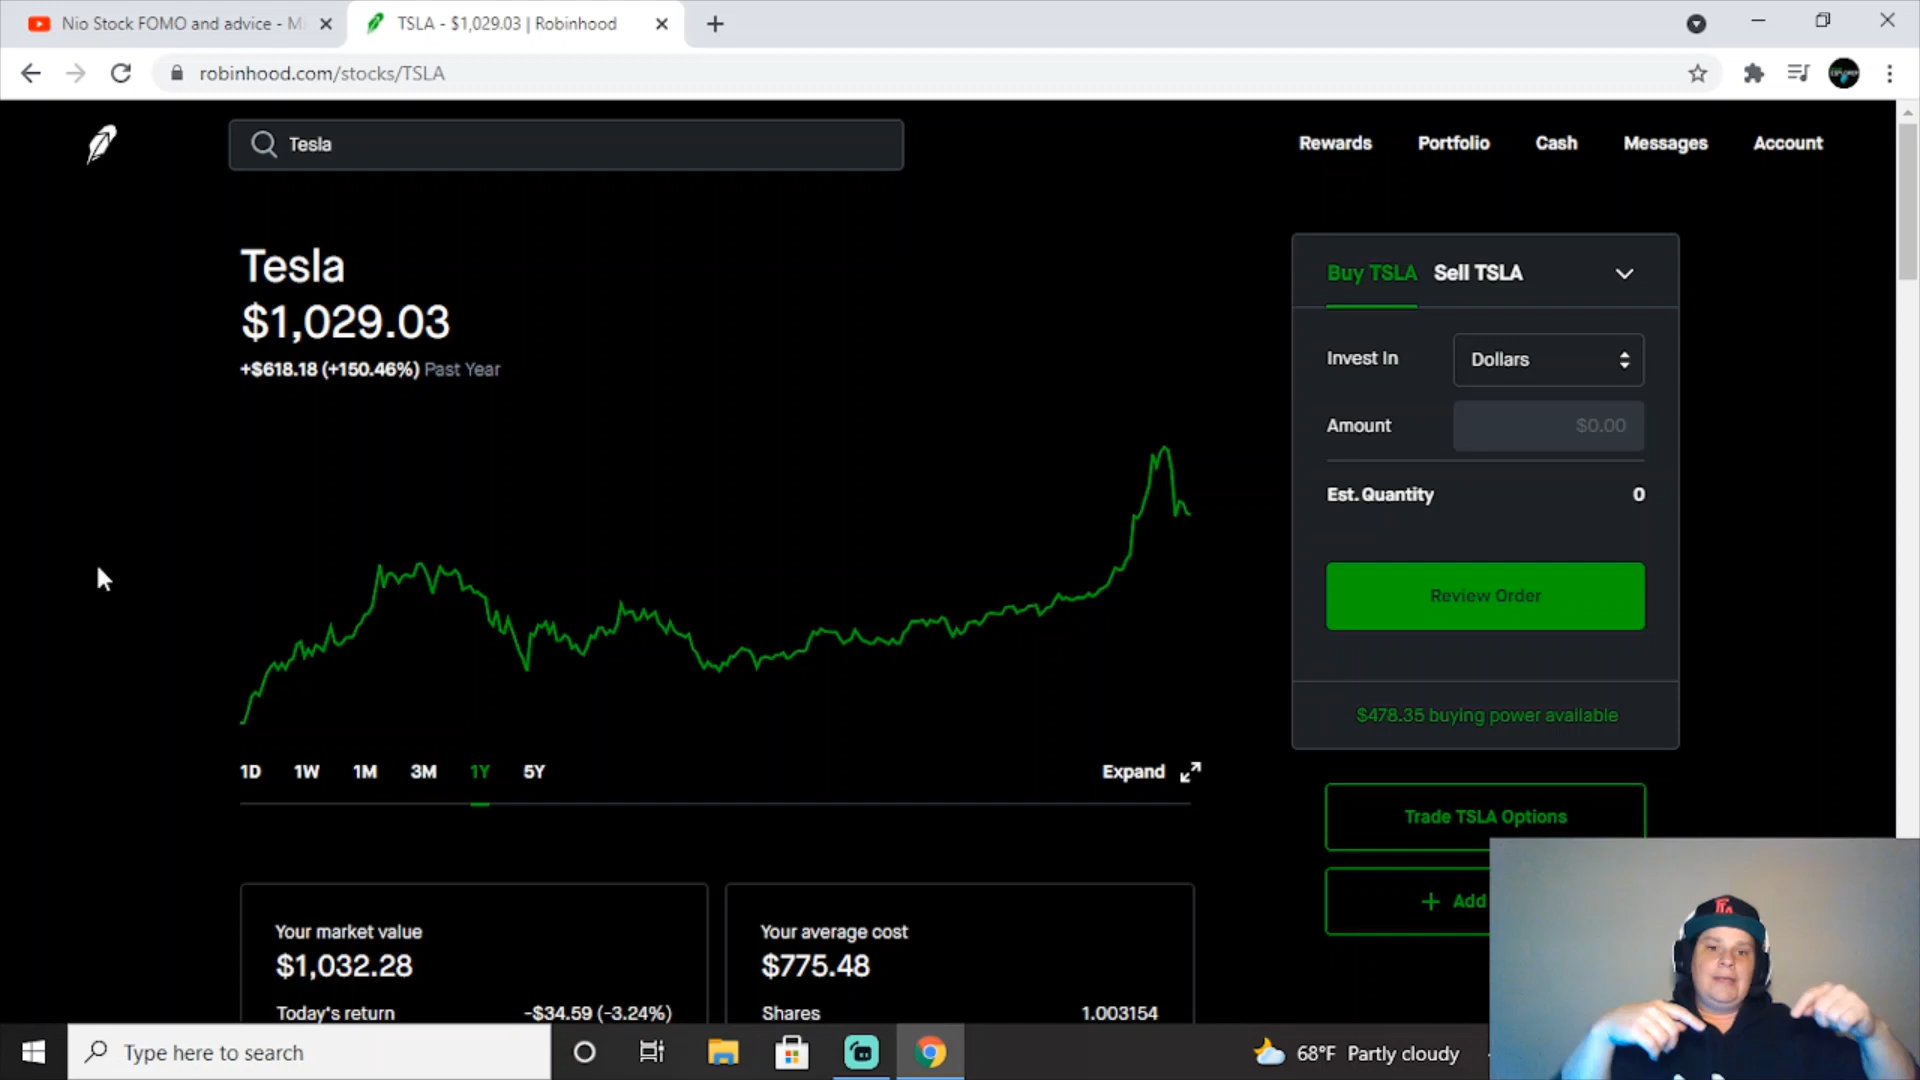 Nio Stock FOMO and advice - M
TSLA - $1,029.03 | Robinhood
robinhood.com/stocks/TSLA
Tesla
Rewards
Portfolio
Cash
Messages
Account
Tesla
$1,029.03
+$618.18 (+150.46%) Past Year
Buy TSLA
Sell TSLA
Invest In
Dollars
Amount
$0.00
Est. Quantity
0
Review Order
$478.35 buying power available
1D
1W
1M
3M
1Y
5Y
Expand
Trade TSLA Options
+ Add
Your market value
$1,032.28
Today's return
-$34.59 (-3.24%)
Your average cost
$775.48
Shares
1.003154
Type here to search
68°F Partly cloudy